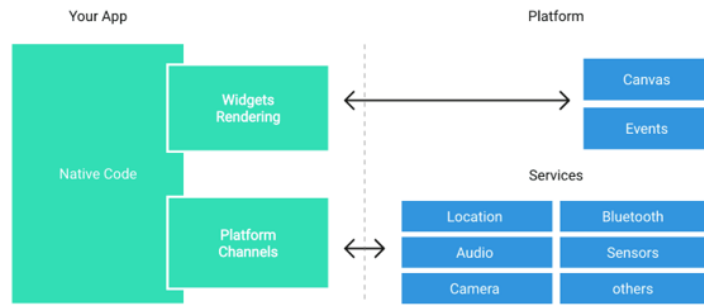 Your App
Platform
Native Code
Widgets
Rendering
Canvas
Events
Platform
Channels
Services
Location
Bluetooth
Audio
Sensors
Camera
others